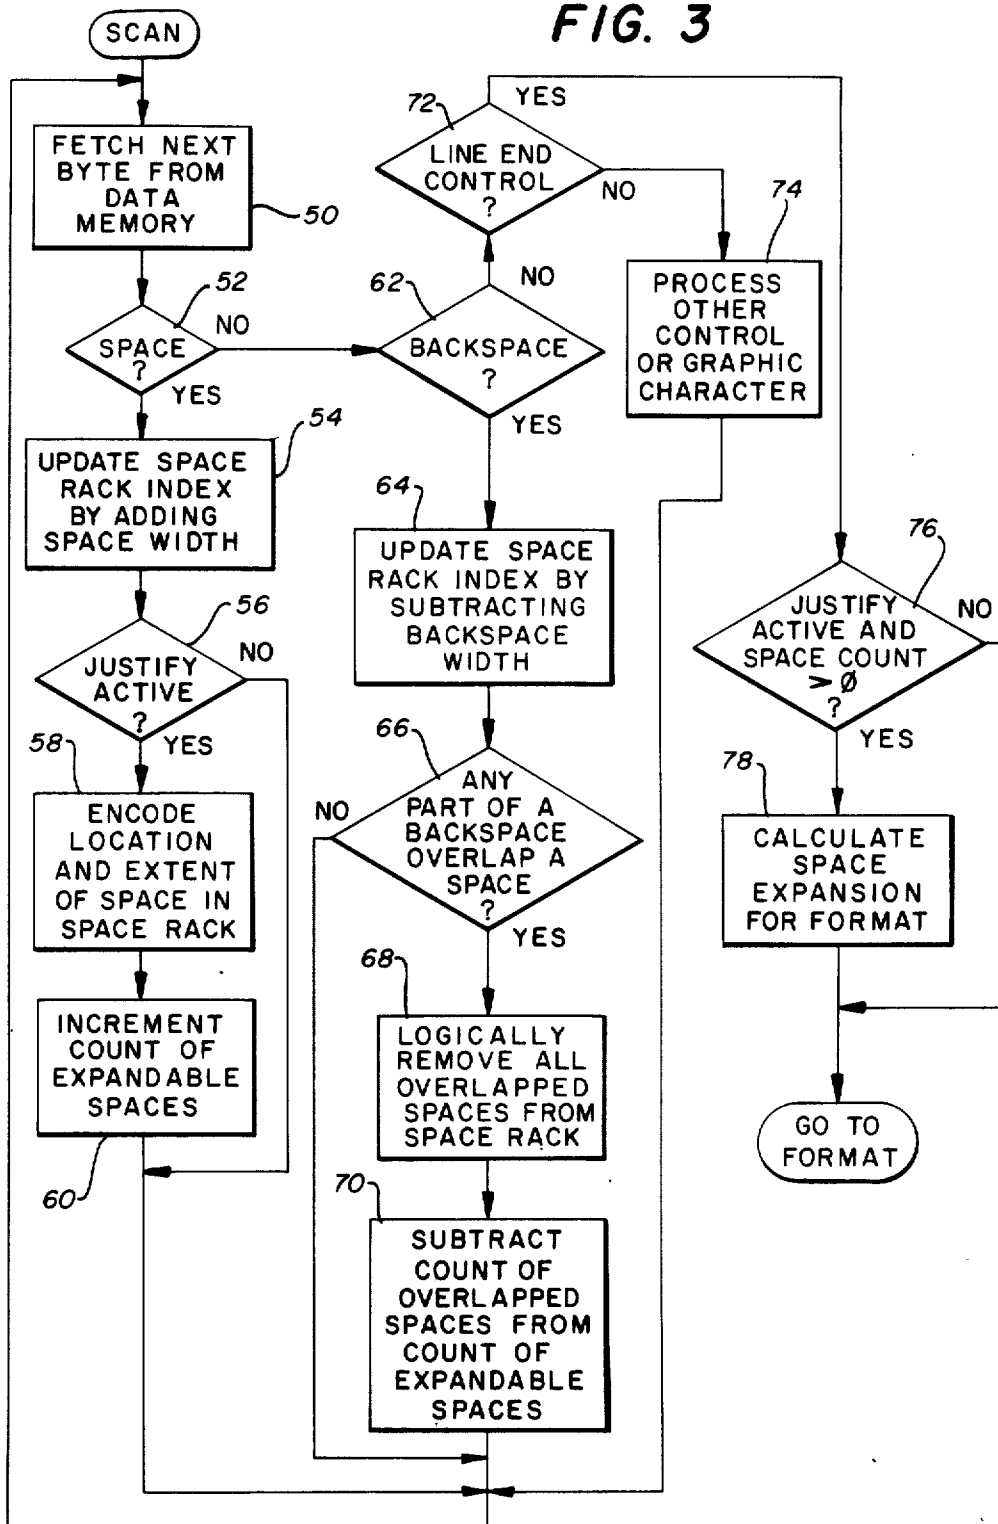 FIG. 3
SCAN
FETCH NEXT
BYTE FROM
DATA
MEMORY
50
SPACE
?
52
NO
YES
UPDATE SPACE
RACK INDEX
BY ADDING
SPACE WIDTH
54
JUSTIFY
ACTIVE
?
56
NO
YES
58
ENCODE
LOCATION
AND EXTENT
OF SPACE IN
SPACE RACK
INCREMENT
COUNT OF
EXPANDABLE
SPACES
60
62
BACKSPACE
?
NO
YES
72
LINE END
CONTROL
?
YES
NO
74
PROCESS
OTHER
CONTROL
OR GRAPHIC
CHARACTER
64
UPDATE SPACE
RACK INDEX BY
SUBTRACTING
BACKSPACE
WIDTH
66
ANY
PART OF A
BACKSPACE
OVERLAP A
SPACE
?
NO
YES
68
LOGICALLY
REMOVE ALL
OVERLAPPED
SPACES FROM
SPACE RACK
70
SUBTRACT
COUNT OF
OVERLAPPED
SPACES FROM
COUNT OF
EXPANDABLE
SPACES
76
JUSTIFY
ACTIVE AND
SPACE COUNT
> Ø
?
NO
YES
78
CALCULATE
SPACE
EXPANSION
FOR FORMAT
GO TO
FORMAT